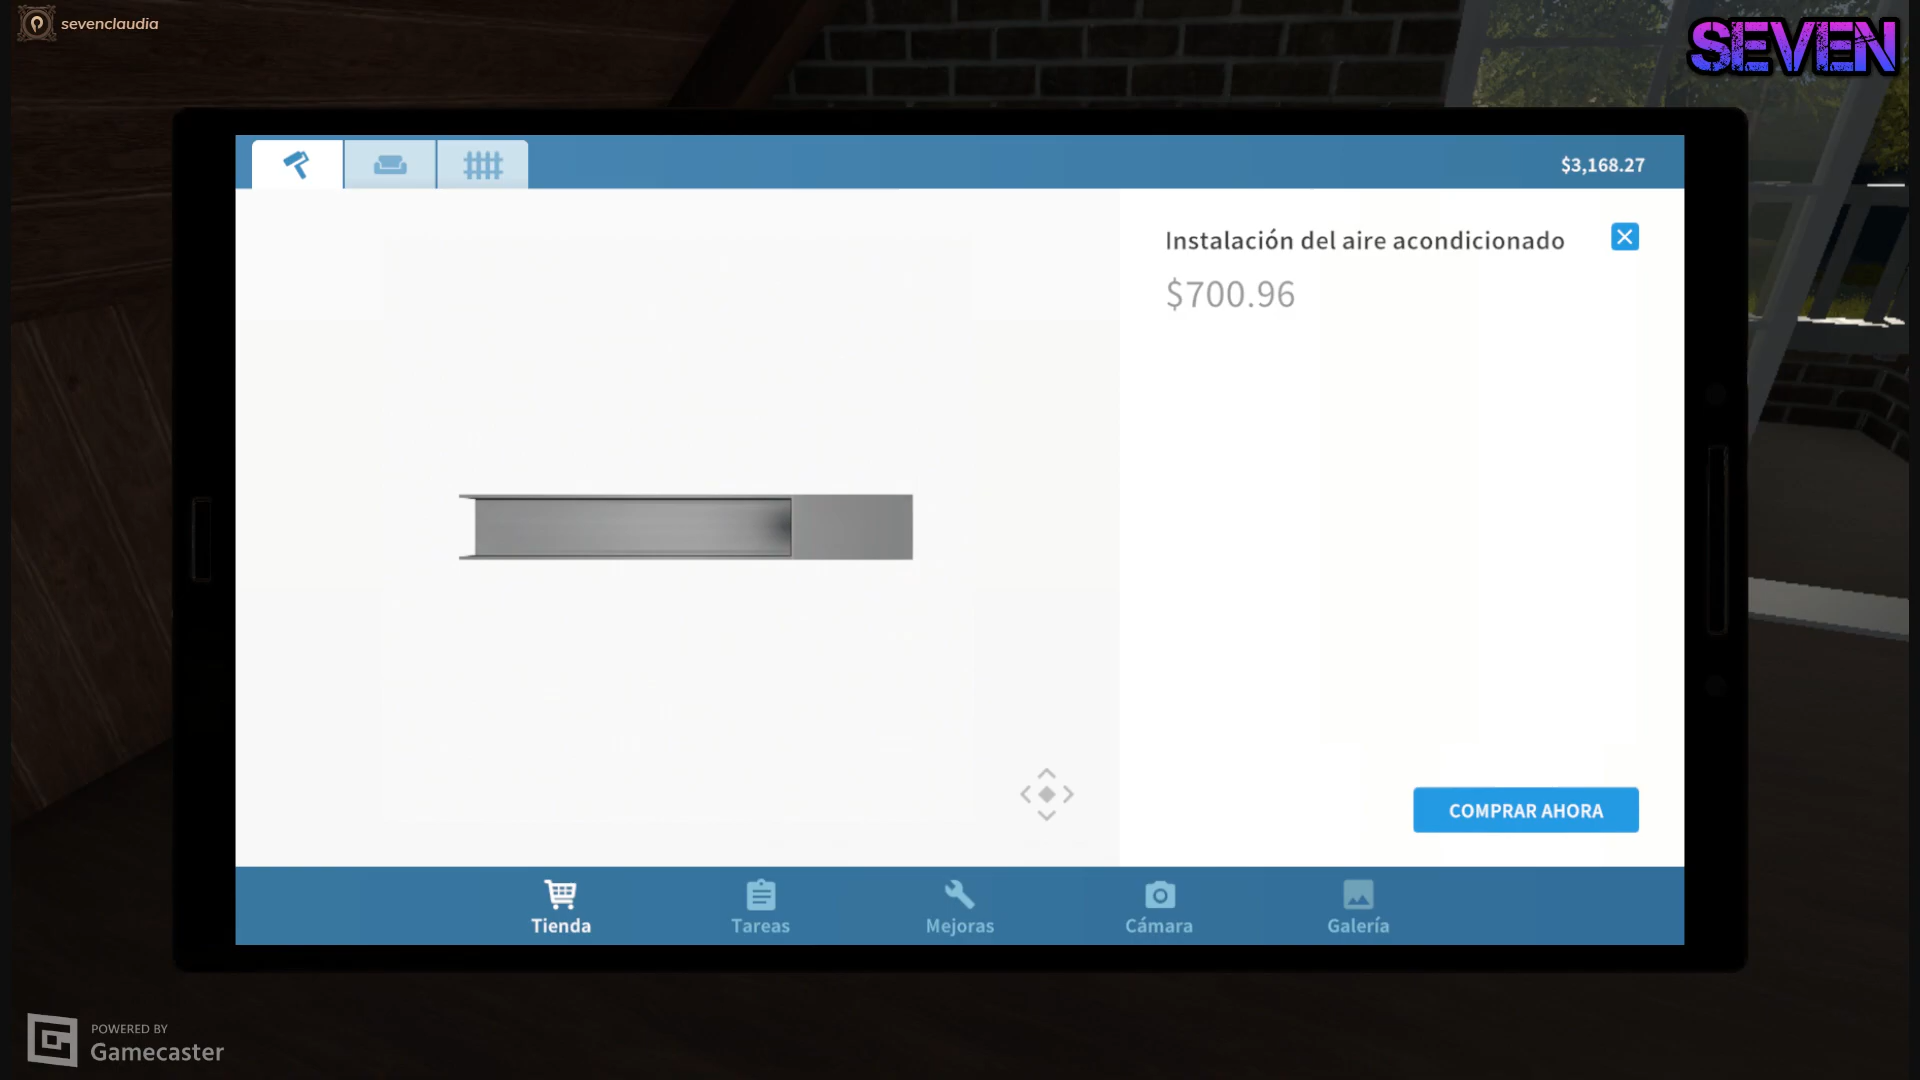 sevenclaudia
SEVEN
$3,168.27
Instalación del aire acondicionado
$700.96
COMPRAR AHORA
Tienda
Tareas
Mejoras
Cámara
Galería
POWERED BY
Gamecaster